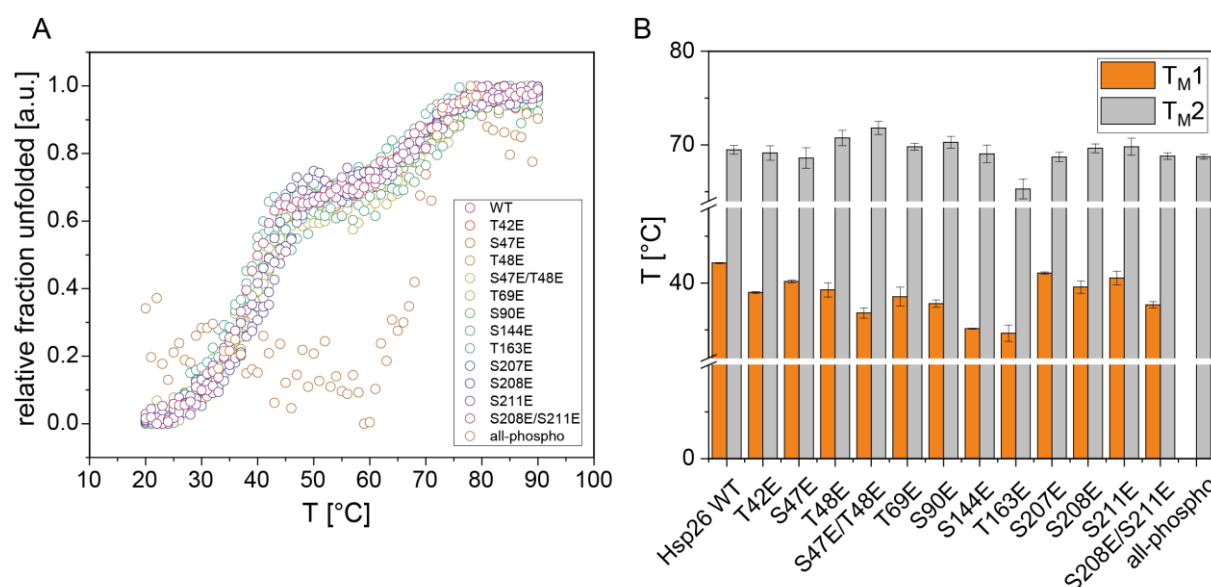 A
relative fraction unfolded [a.u.]
1.0
0.8
0.6
0.4
0.2
0.0
10 20 30 40 50 60 70 80 90 100
T [°C]
WT
T42E
S47E
T48E
S47E/T48E
T69E
S90E
S144E
T163E
S207E
S208E
S211E
S208E/S211E
all-phospho
B
T [°C]
80
70
40
0
TM1
TM2
Hsp26 WT
T42E
S47E
T48E
S47E/T48E
T69E
S90E
S144E
T163E
S207E
S208E
S211E
S208E/S211E
all-phospho